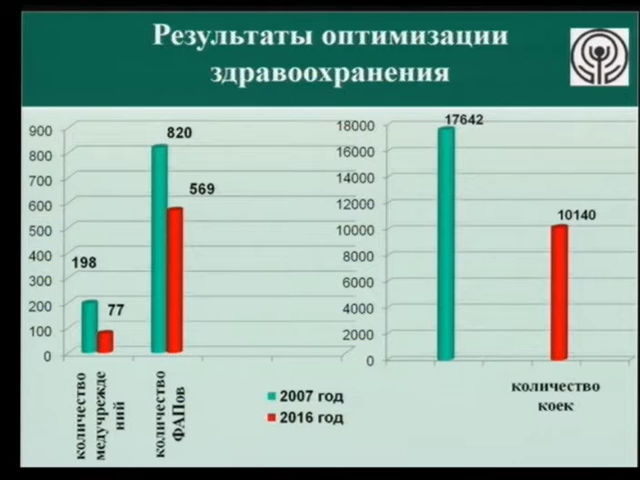 Результаты оптимизации
здравоохранения
900
800
700
600
500
400
300
200
100
0
198
77
820
569
количество
медучрежде
ний
количество
ФАПов
2007 год
2016 год
18000
16000
14000
12000
10000
8000
6000
4000
2000
0
17642
10140
количество
коек